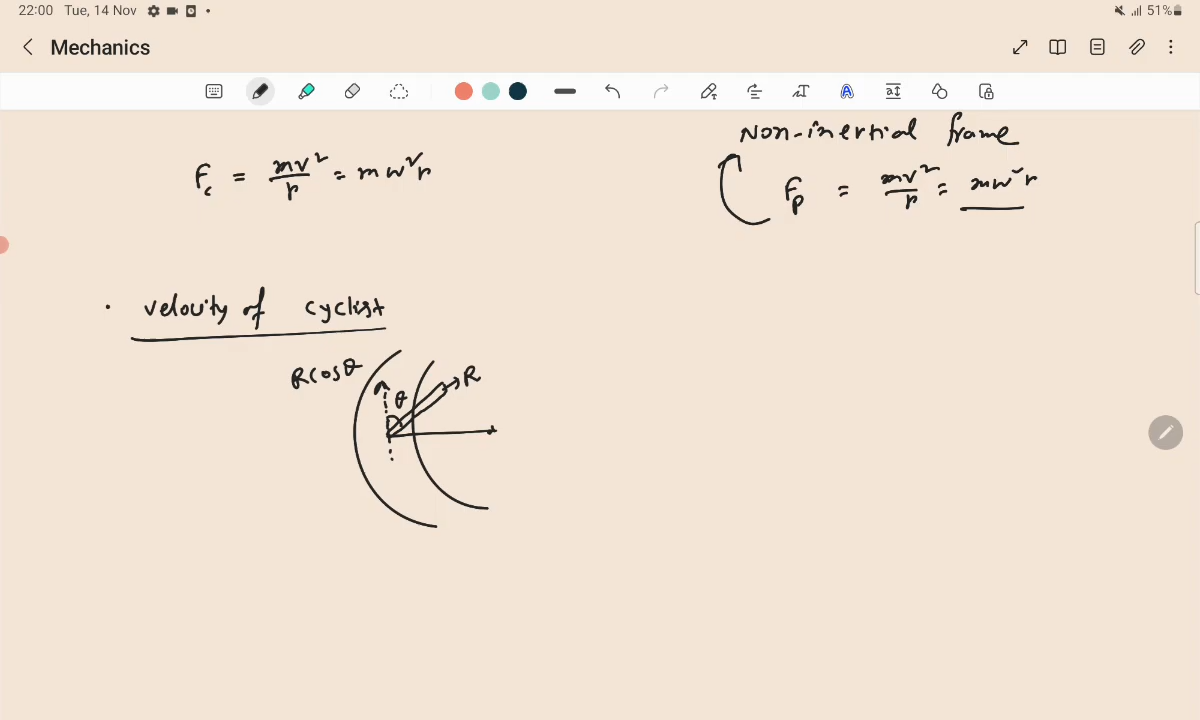 22:00 Tue, 14 Nov
51%
Mechanics
Non-inertial frame
F_c = mv²/r = mω²r
F_p = mv²/r = mω²r
• velocity of cyclist
Rcosθ
θ
R